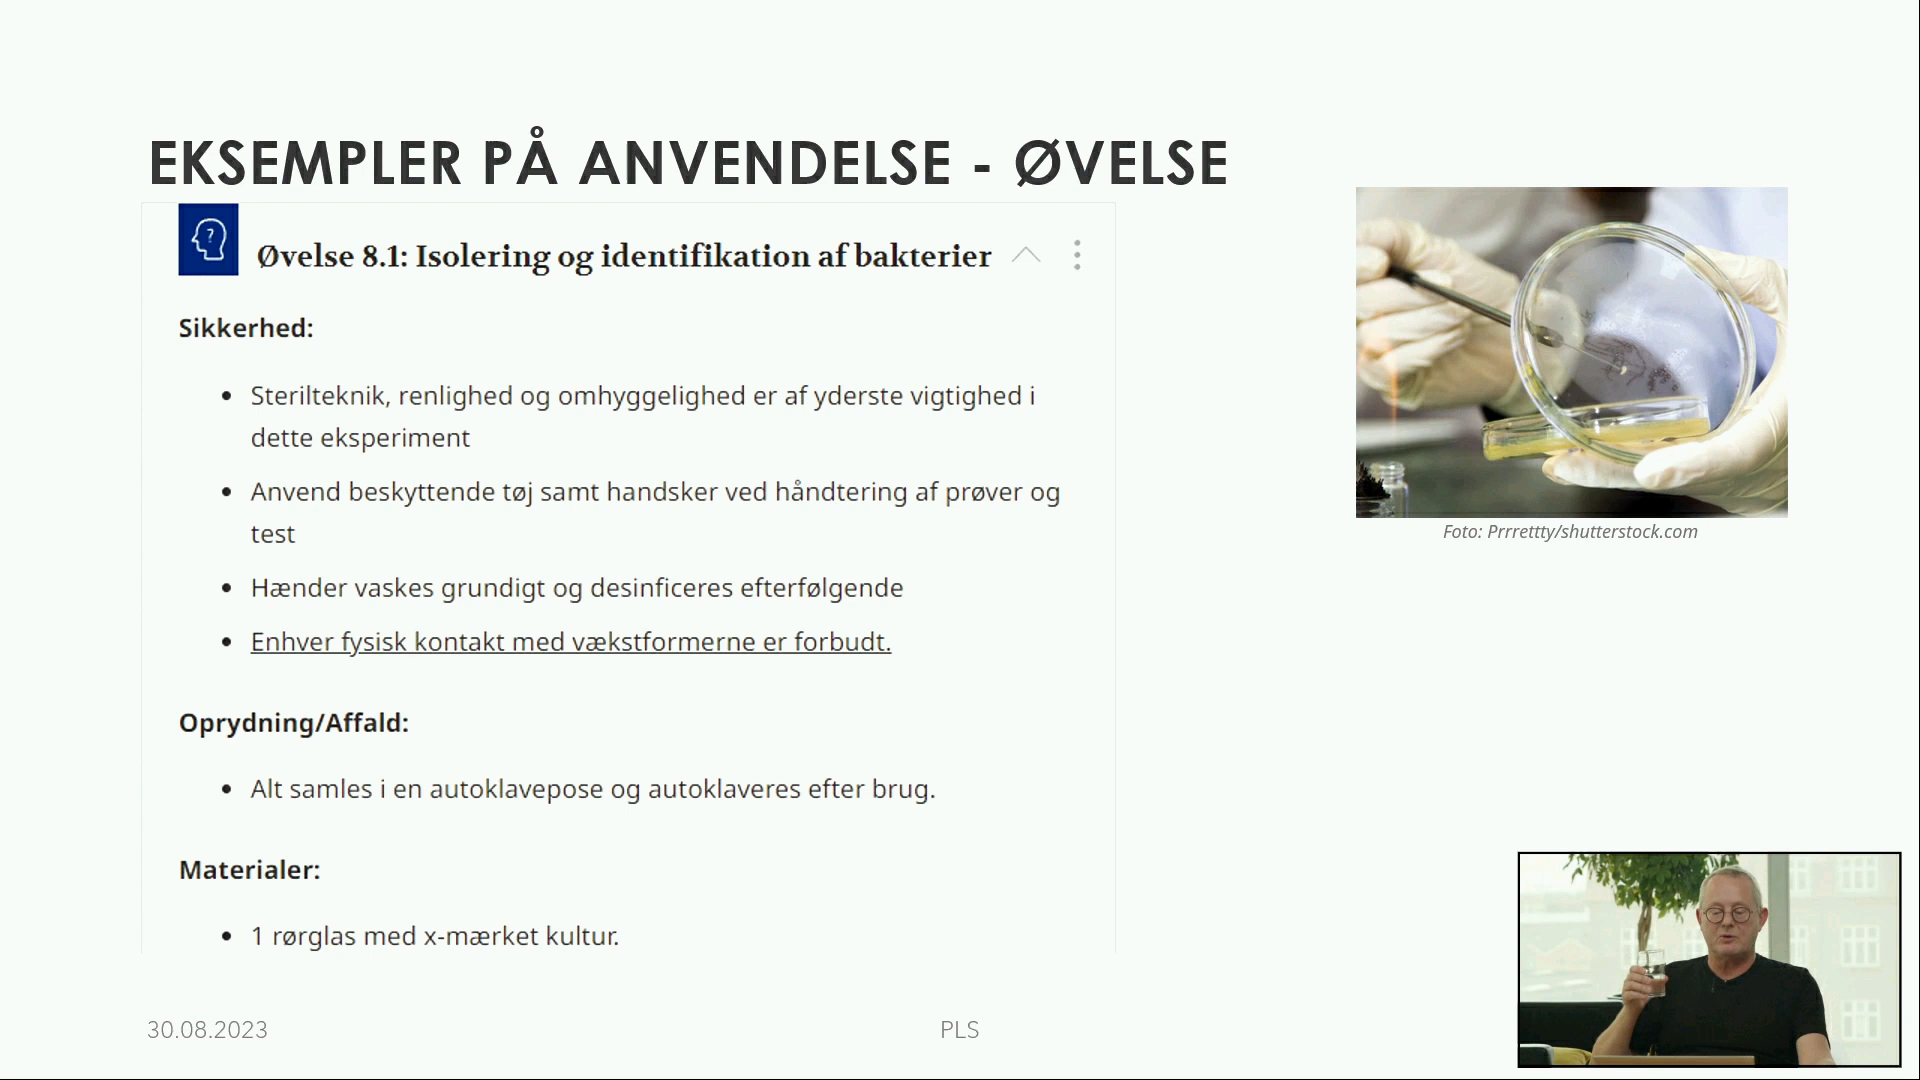 EKSEMPLER PÅ ANVENDELSE - ØVELSE
?
Øvelse 8.1: Isolering og identifikation af bakterier
Sikkerhed:
• Sterilteknik, renlighed og omhyggelighed er af yderste vigtighed i
dette eksperiment
• Anvend beskyttende tøj samt handsker ved håndtering af prøver og
test
• Hænder vaskes grundigt og desinficeres efterfølgende
• Enhver fysisk kontakt med vækstformerne er forbudt.
Oprydning/Affald:
• Alt samles i en autoklavepose og autoklaveres efter brug.
Materialer:
• 1 rørglas med x-mærket kultur.
Foto: Prrrettty/shutterstock.com
30.08.2023
PLS